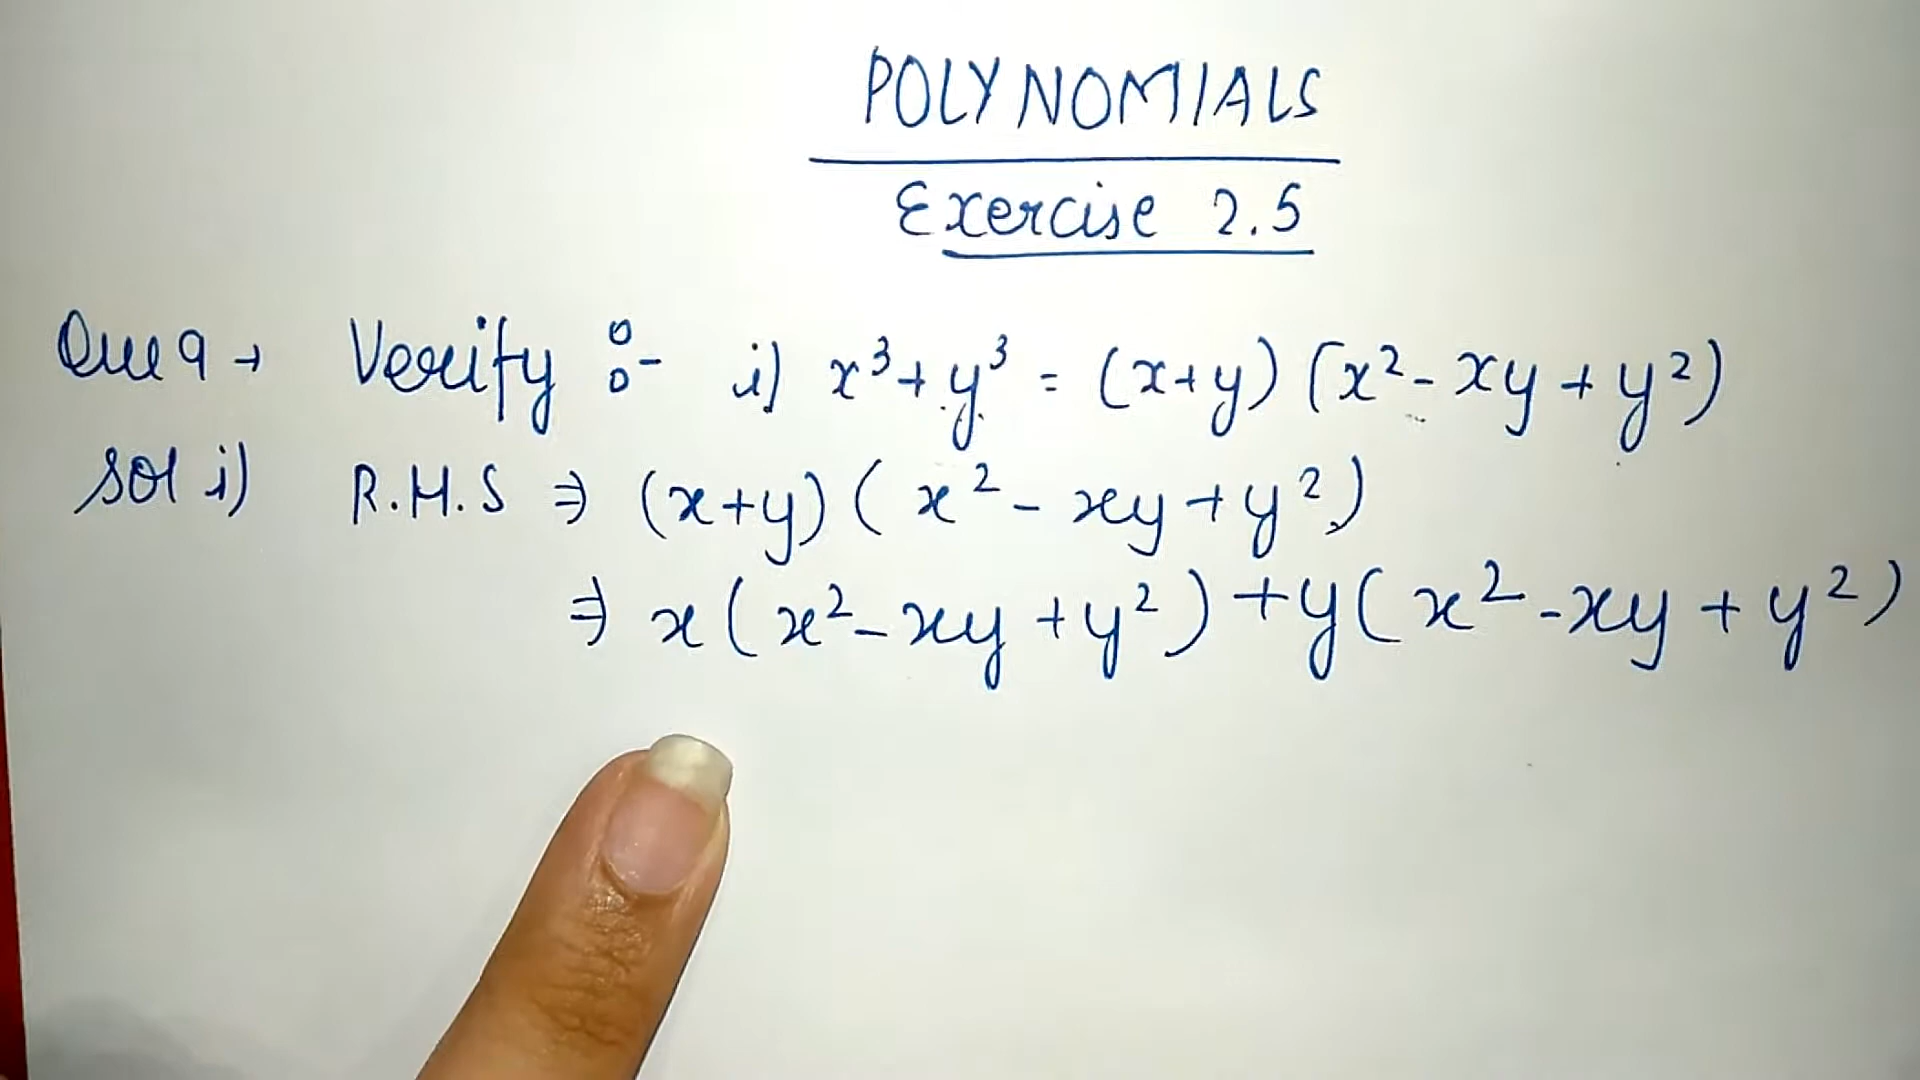 POLYNOMIALS
Exercise 2.5
Que 9 → Verify :- i) x³ + y³ = (x+y) (x² - xy + y²)
sol i) R.H.S ⇒ (x+y) (x² - xy + y²)
⇒ x (x² - xy + y²) + y (x² - xy + y²)